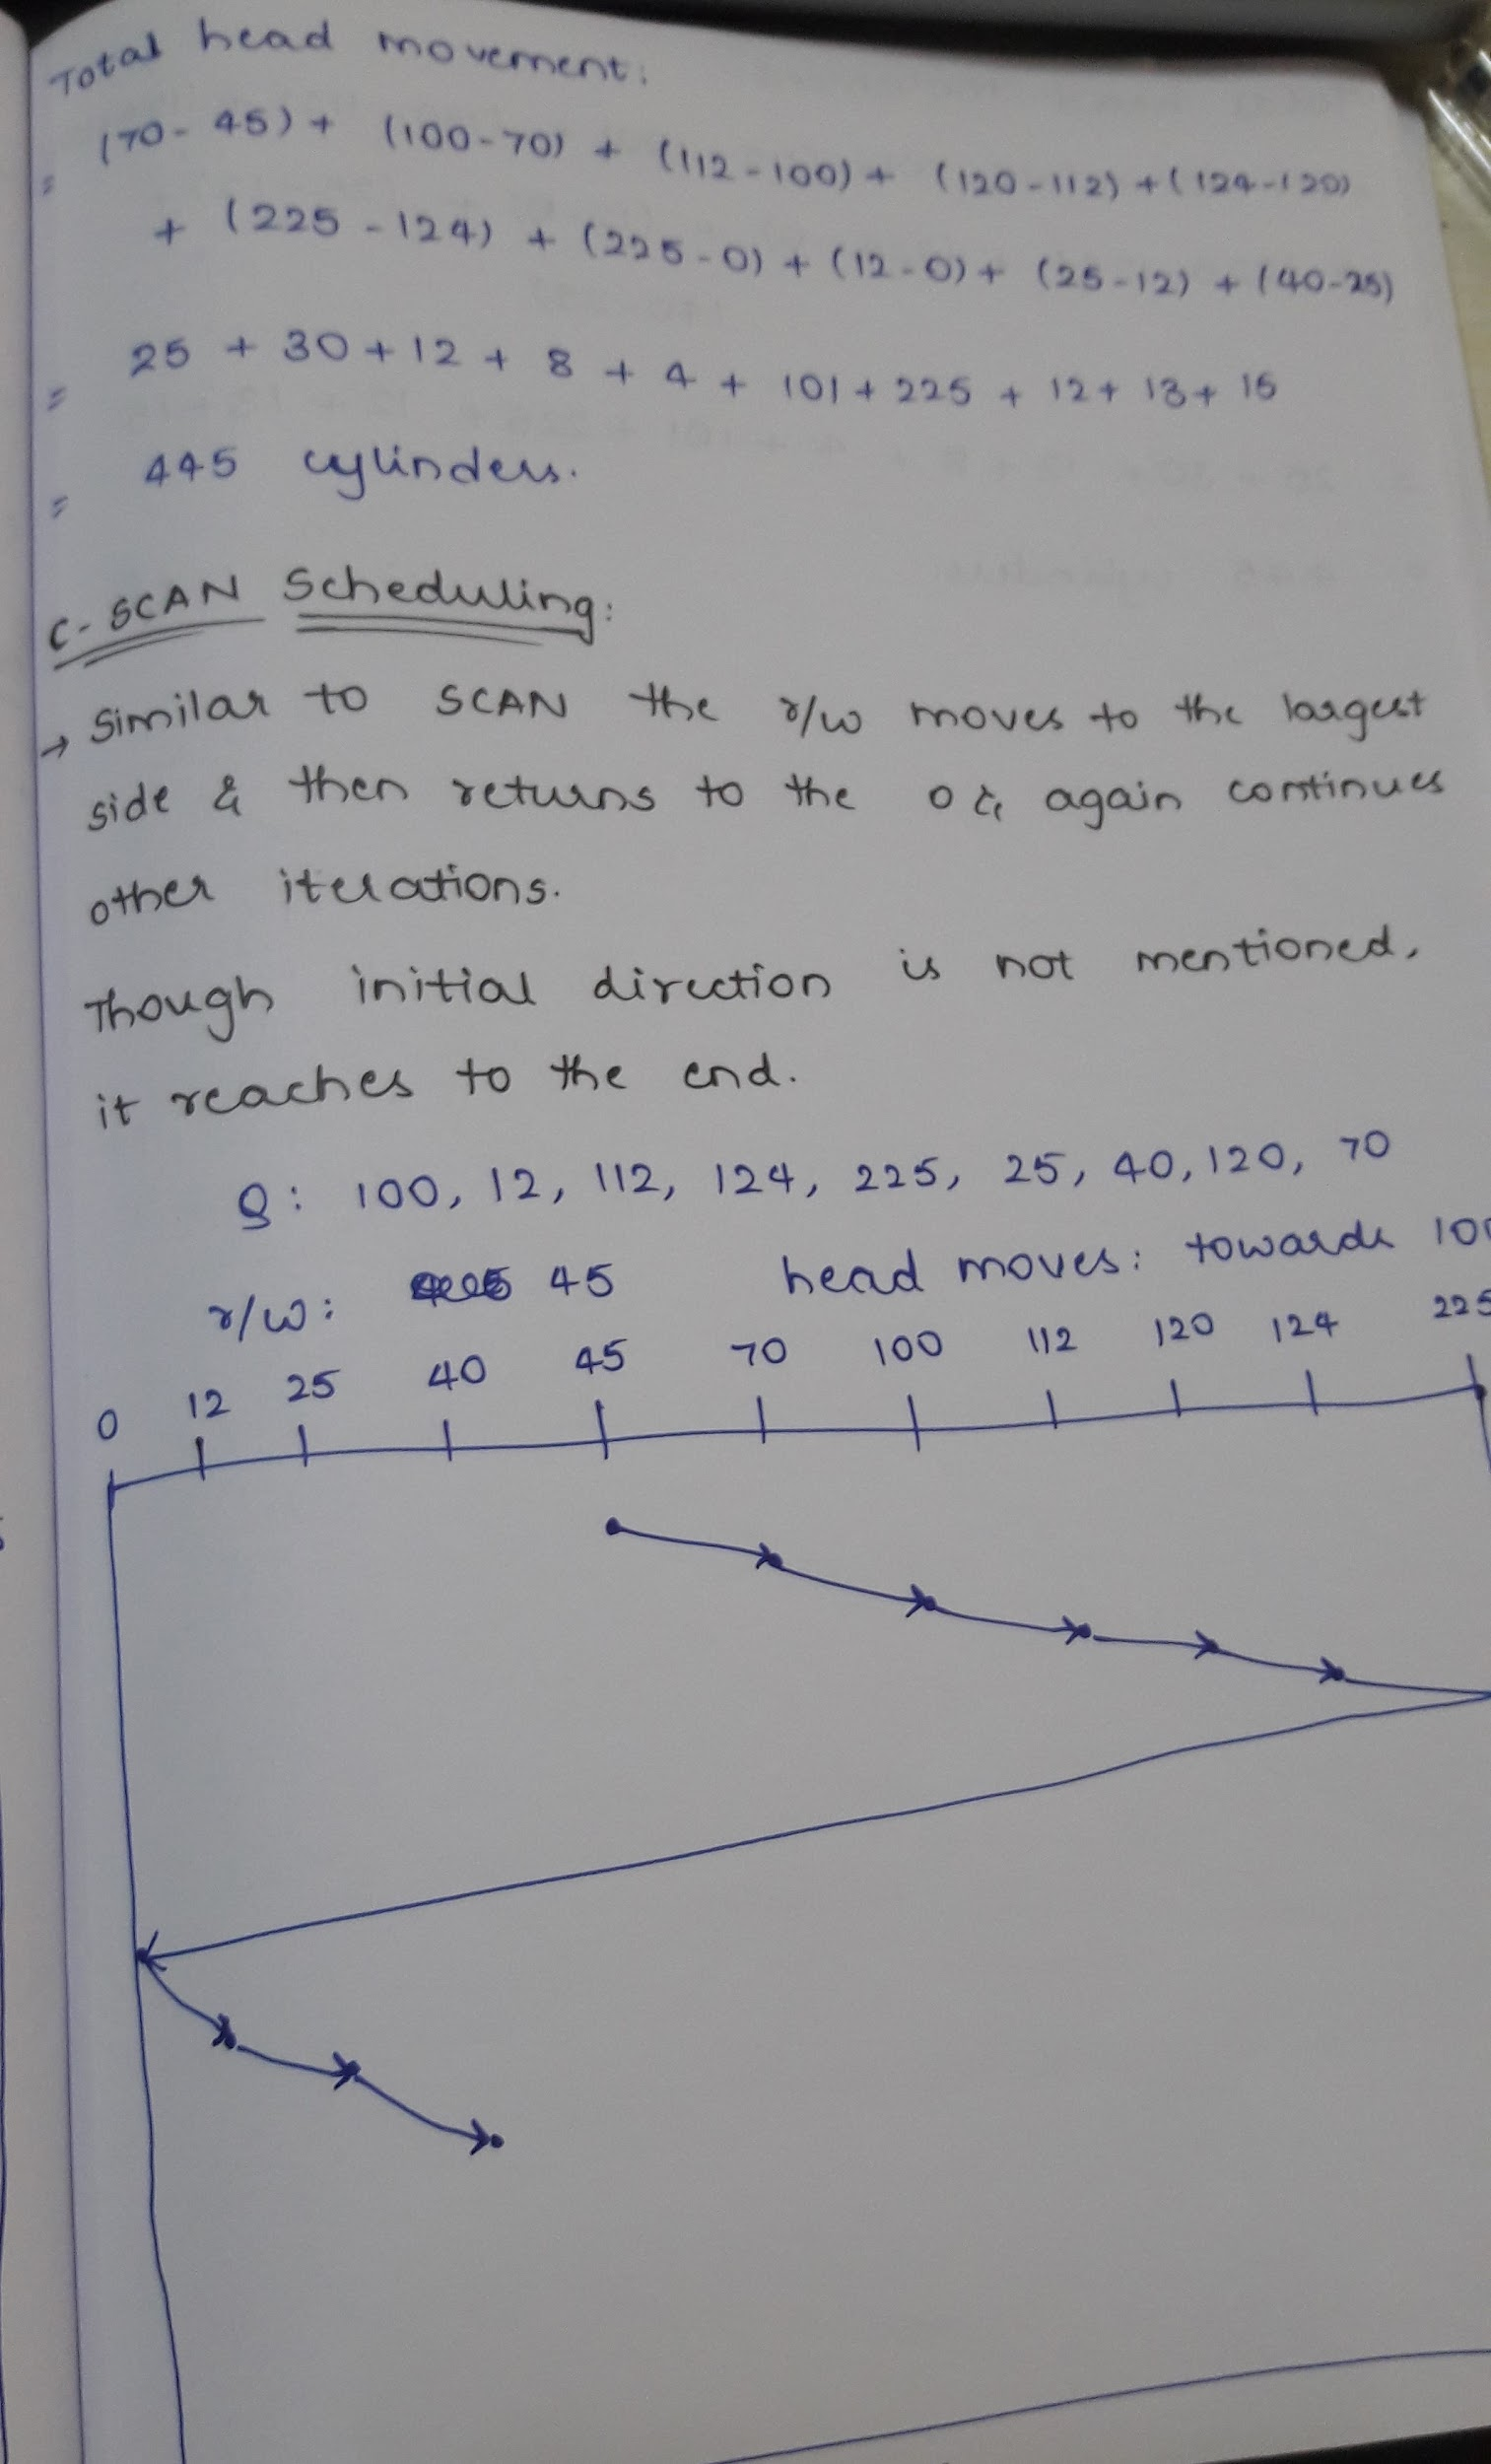 Total head movement:
= (70 - 45) + (100 - 70) + (112 - 100) + (120 - 112) + (124 - 120)
+ (225 - 124) + (225 - 0) + (12 - 0) + (25 - 12) + (40 - 25)
= 25 + 30 + 12 + 8 + 4 + 101 + 225 + 12 + 13 + 15
= 445 cylinders.
C-SCAN Scheduling:
→ Similar to SCAN the r/w moves to the largest
side & then returns to the 0 & again continues
other iterations.
Though initial direction is not mentioned,
it reaches to the end.
Q: 100, 12, 112, 124, 225, 25, 40, 120, 70
r/w: 45 head moves: towards 100
0 12 25 40 45 70 100 112 120 124 225